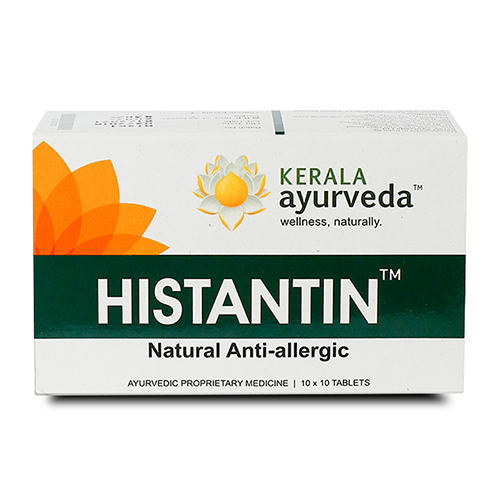 KERALA
ayurveda™
wellness, naturally.
HISTANTIN™
Natural Anti-allergic
AYURVEDIC PROPRIETARY MEDICINE | 10 x 10 TABLETS